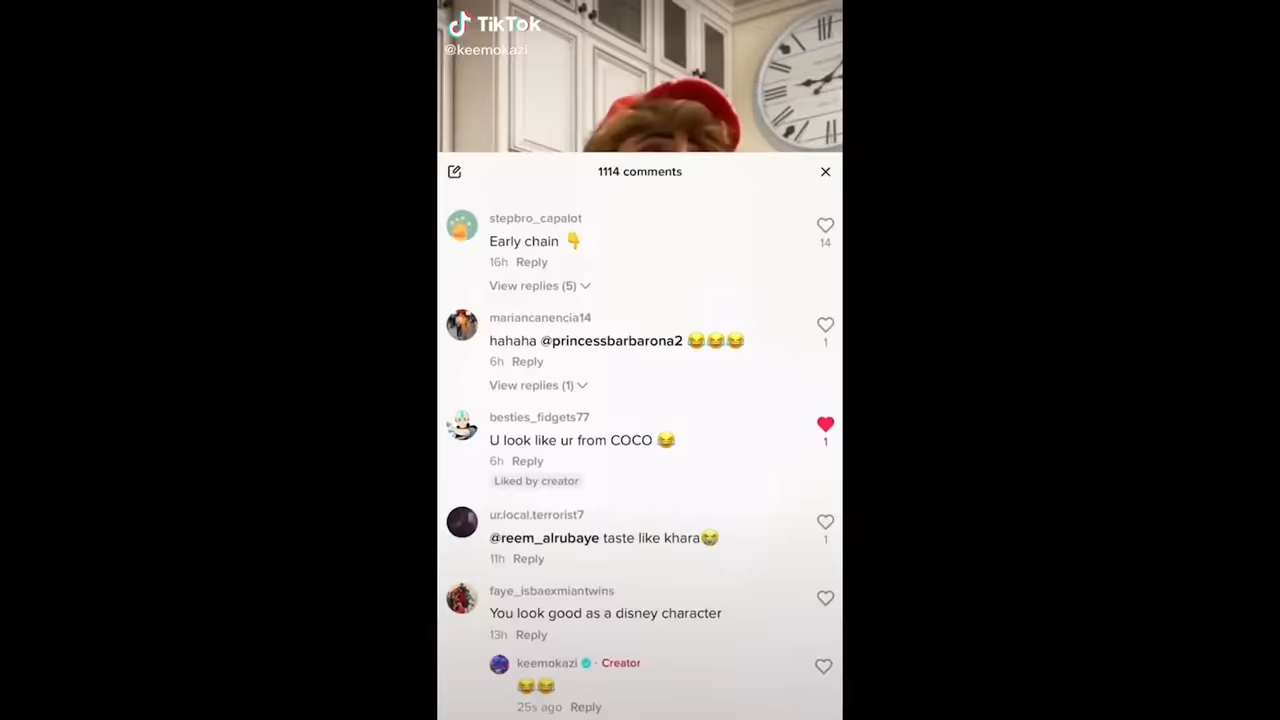 TikTok
@keemokazi
1114 comments
stepbro_capalot
Early chain 👇
14
16h Reply
View replies (5)
mariancanencia14
hahaha @princessbarbarona2 😂😂😂
1
6h Reply
View replies (1)
besties_fidgets77
U look like ur from COCO 😂
1
6h Reply
Liked by creator
ur.local.terrorist7
@reem_alrubaye taste like khara😭
1
11h Reply
faye_isbaexmiantwins
You look good as a disney character
13h Reply
keemokazi · Creator
😂😂
25s ago Reply